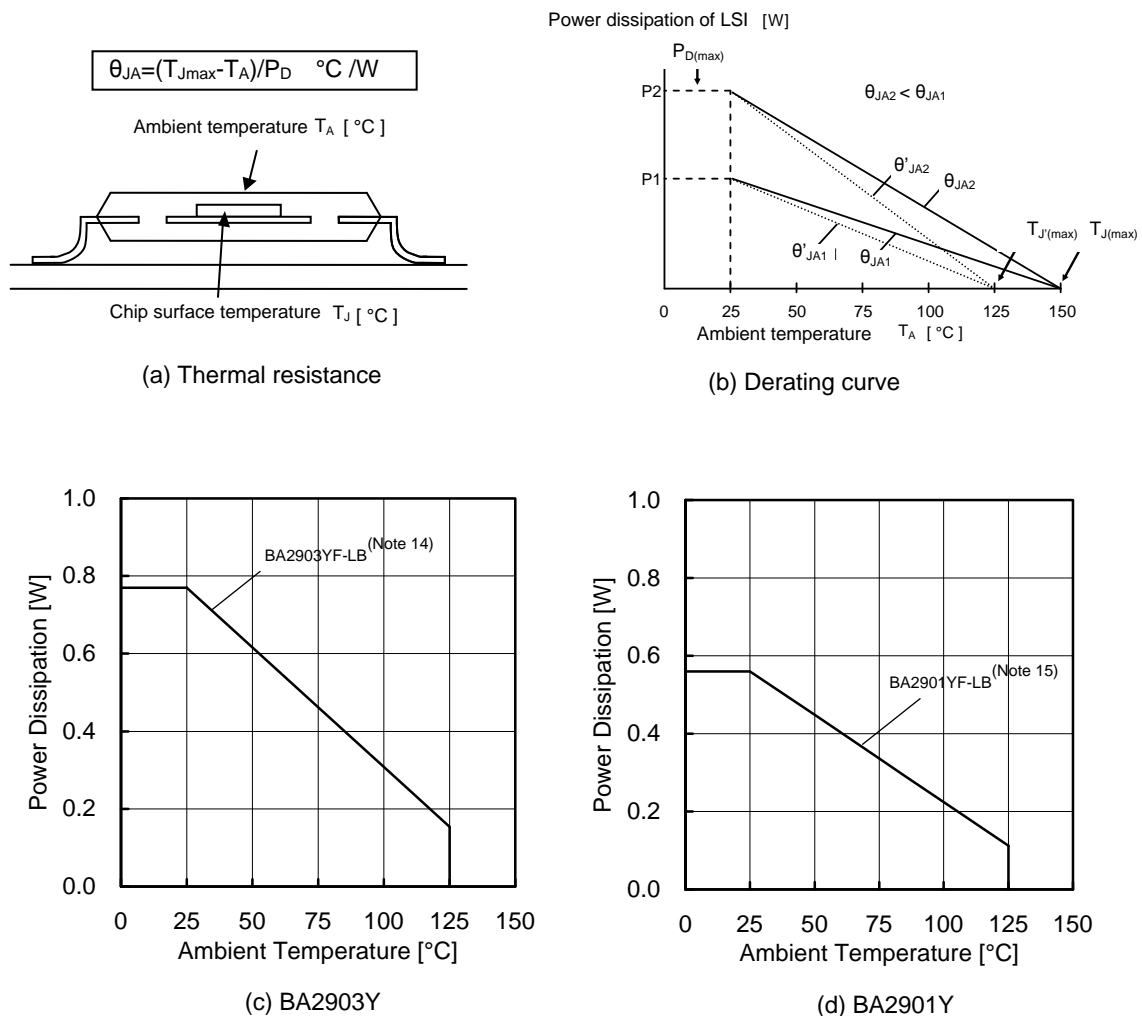 θJA=(TJmax-TA)/PD °C /W
Ambient temperature TA [ °C ]
Chip surface temperature TJ [ °C ]
(a) Thermal resistance
Power dissipation of LSI [W]
PD(max)
P2
θJA2 < θJA1
θ'JA2
θJA2
P1
TJ'(max) TJ(max)
θ'JA1
θJA1
0 25 50 75 100 125 150
Ambient temperature TA [ °C ]
(b) Derating curve
1.0
0.8
0.6
0.4
0.2
0.0
Power Dissipation [W]
BA2903YF-LB(Note 14)
0 25 50 75 100 125 150
Ambient Temperature [°C]
(c) BA2903Y
1.0
0.8
0.6
0.4
0.2
0.0
Power Dissipation [W]
BA2901YF-LB(Note 15)
0 25 50 75 100 125 150
Ambient Temperature [°C]
(d) BA2901Y